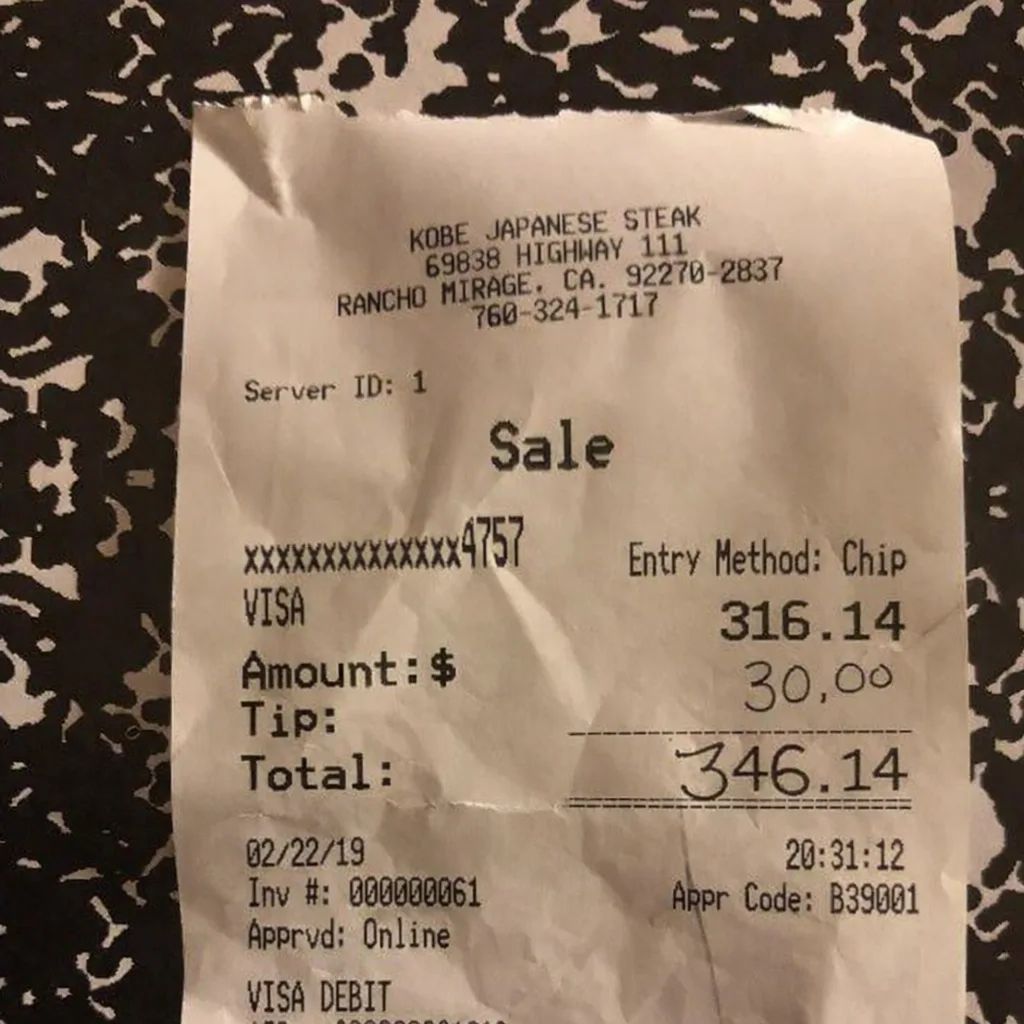 KOBE JAPANESE STEAK
69838 HIGHWAY 111
RANCHO MIRAGE, CA. 92270-2837
760-324-1717
Server ID: 1
Sale
xxxxxxxxxxxxxx4757
Entry Method: Chip
VISA
Amount:$ 316.14
Tip: 30.00
Total: 346.14
02/22/19 20:31:12
Inv #: 000000061 Appr Code: B39001
Apprvd: Online
VISA DEBIT